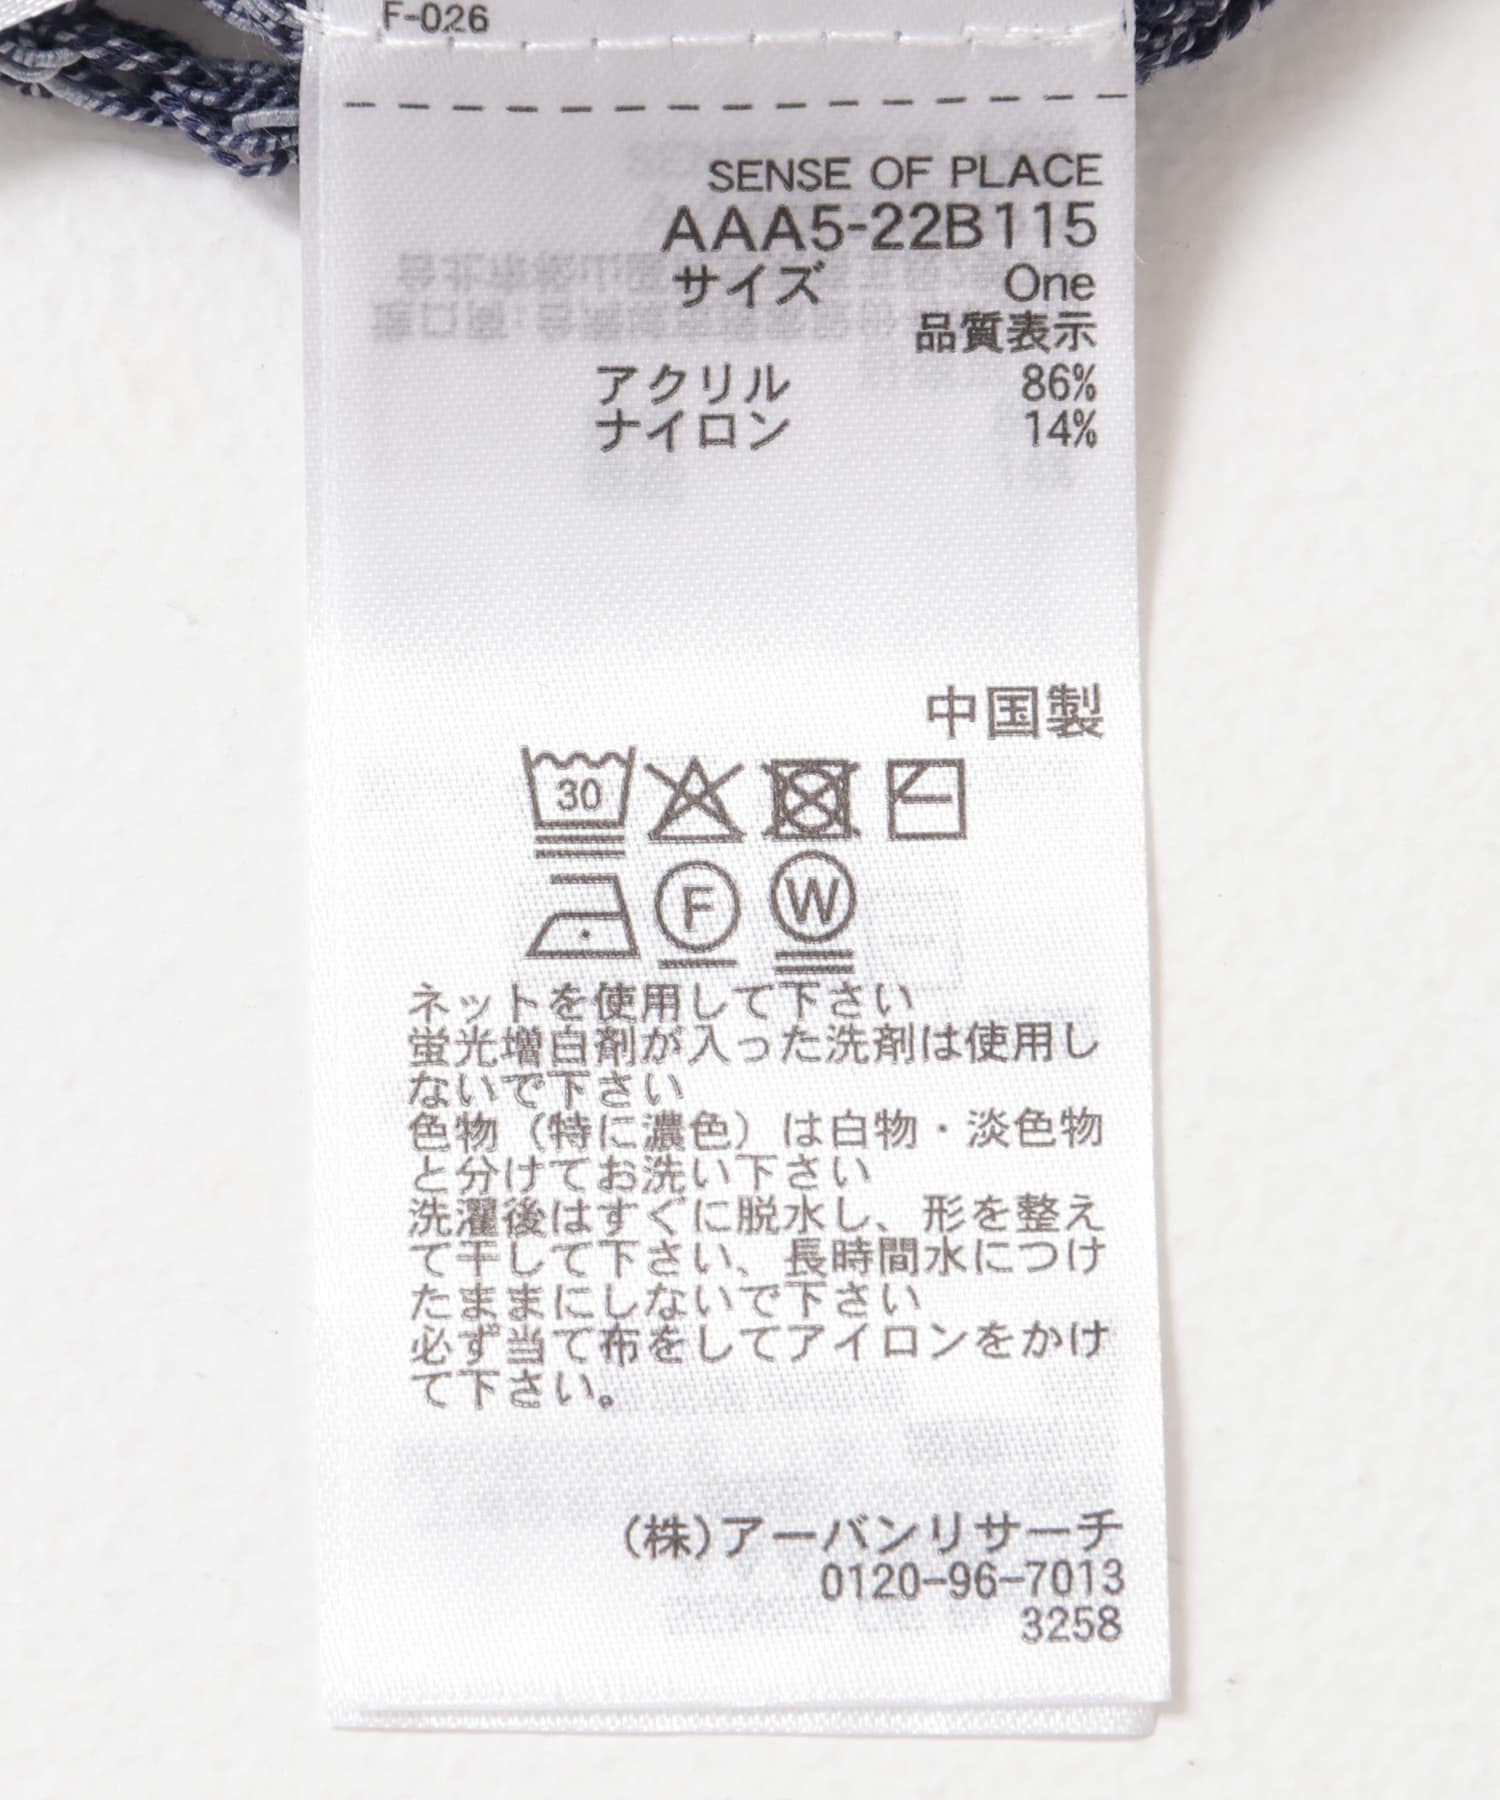 F-026
SENSE OF PLACE
AAA5-22B115
サイズ One
品質表示
アクリル 86%
ナイロン 14%
中国製
30
F W
ネットを使用して下さい
蛍光増白剤が入った洗剤は使用し
ないで下さい
色物（特に濃色）は白物・淡色物
と分けてお洗い下さい
洗濯後はすぐに脱水し、形を整え
て干して下さい、長時間水につけ
たままにしないで下さい
必ず当て布をしてアイロンをかけ
て下さい。
(株)アーバンリサーチ
0120-96-7013
3258